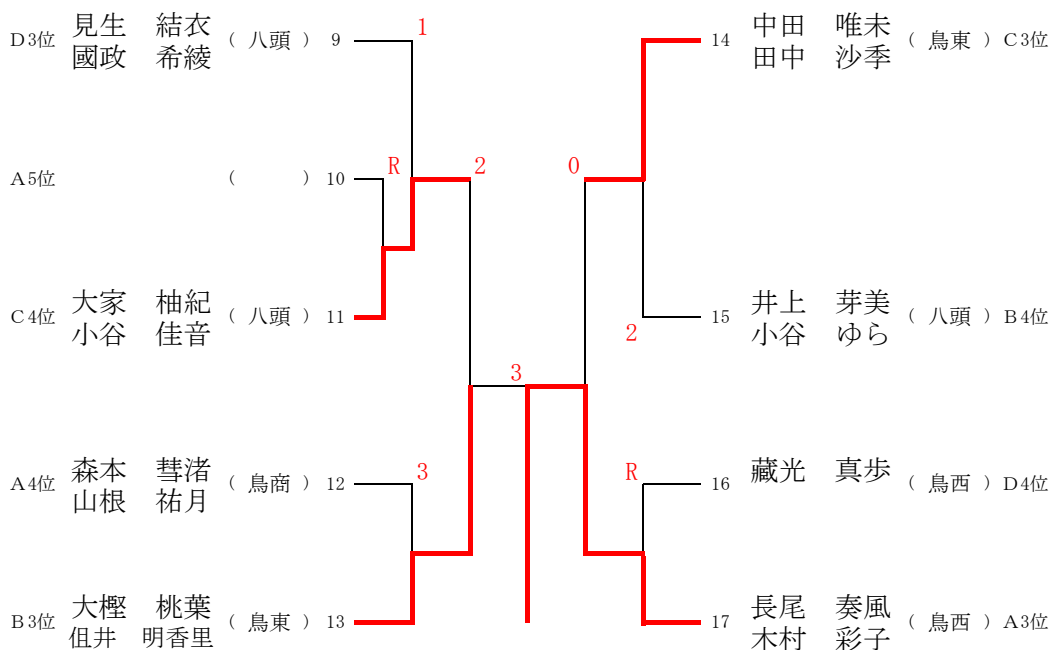 D3位 見生 結衣 國政 希綾 ( 八頭 ) 9
1
A5位 ( ) 10
R
2
C4位 大家 柚紀 小谷 佳音 ( 八頭 ) 11
3
A4位 森本 彗渚 山根 祐月 ( 鳥商 ) 12
3
B3位 大樫 桃葉 但井 明香里 ( 鳥東 ) 13
14 中田 唯未 田中 沙季 ( 鳥東 ) C3位
0
15 井上 芽美 小谷 ゆら ( 八頭 ) B4位
2
R
16 藏光 真歩 ( 鳥西 ) D4位
17 長尾 奏風 木村 彩子 ( 鳥西 ) A3位